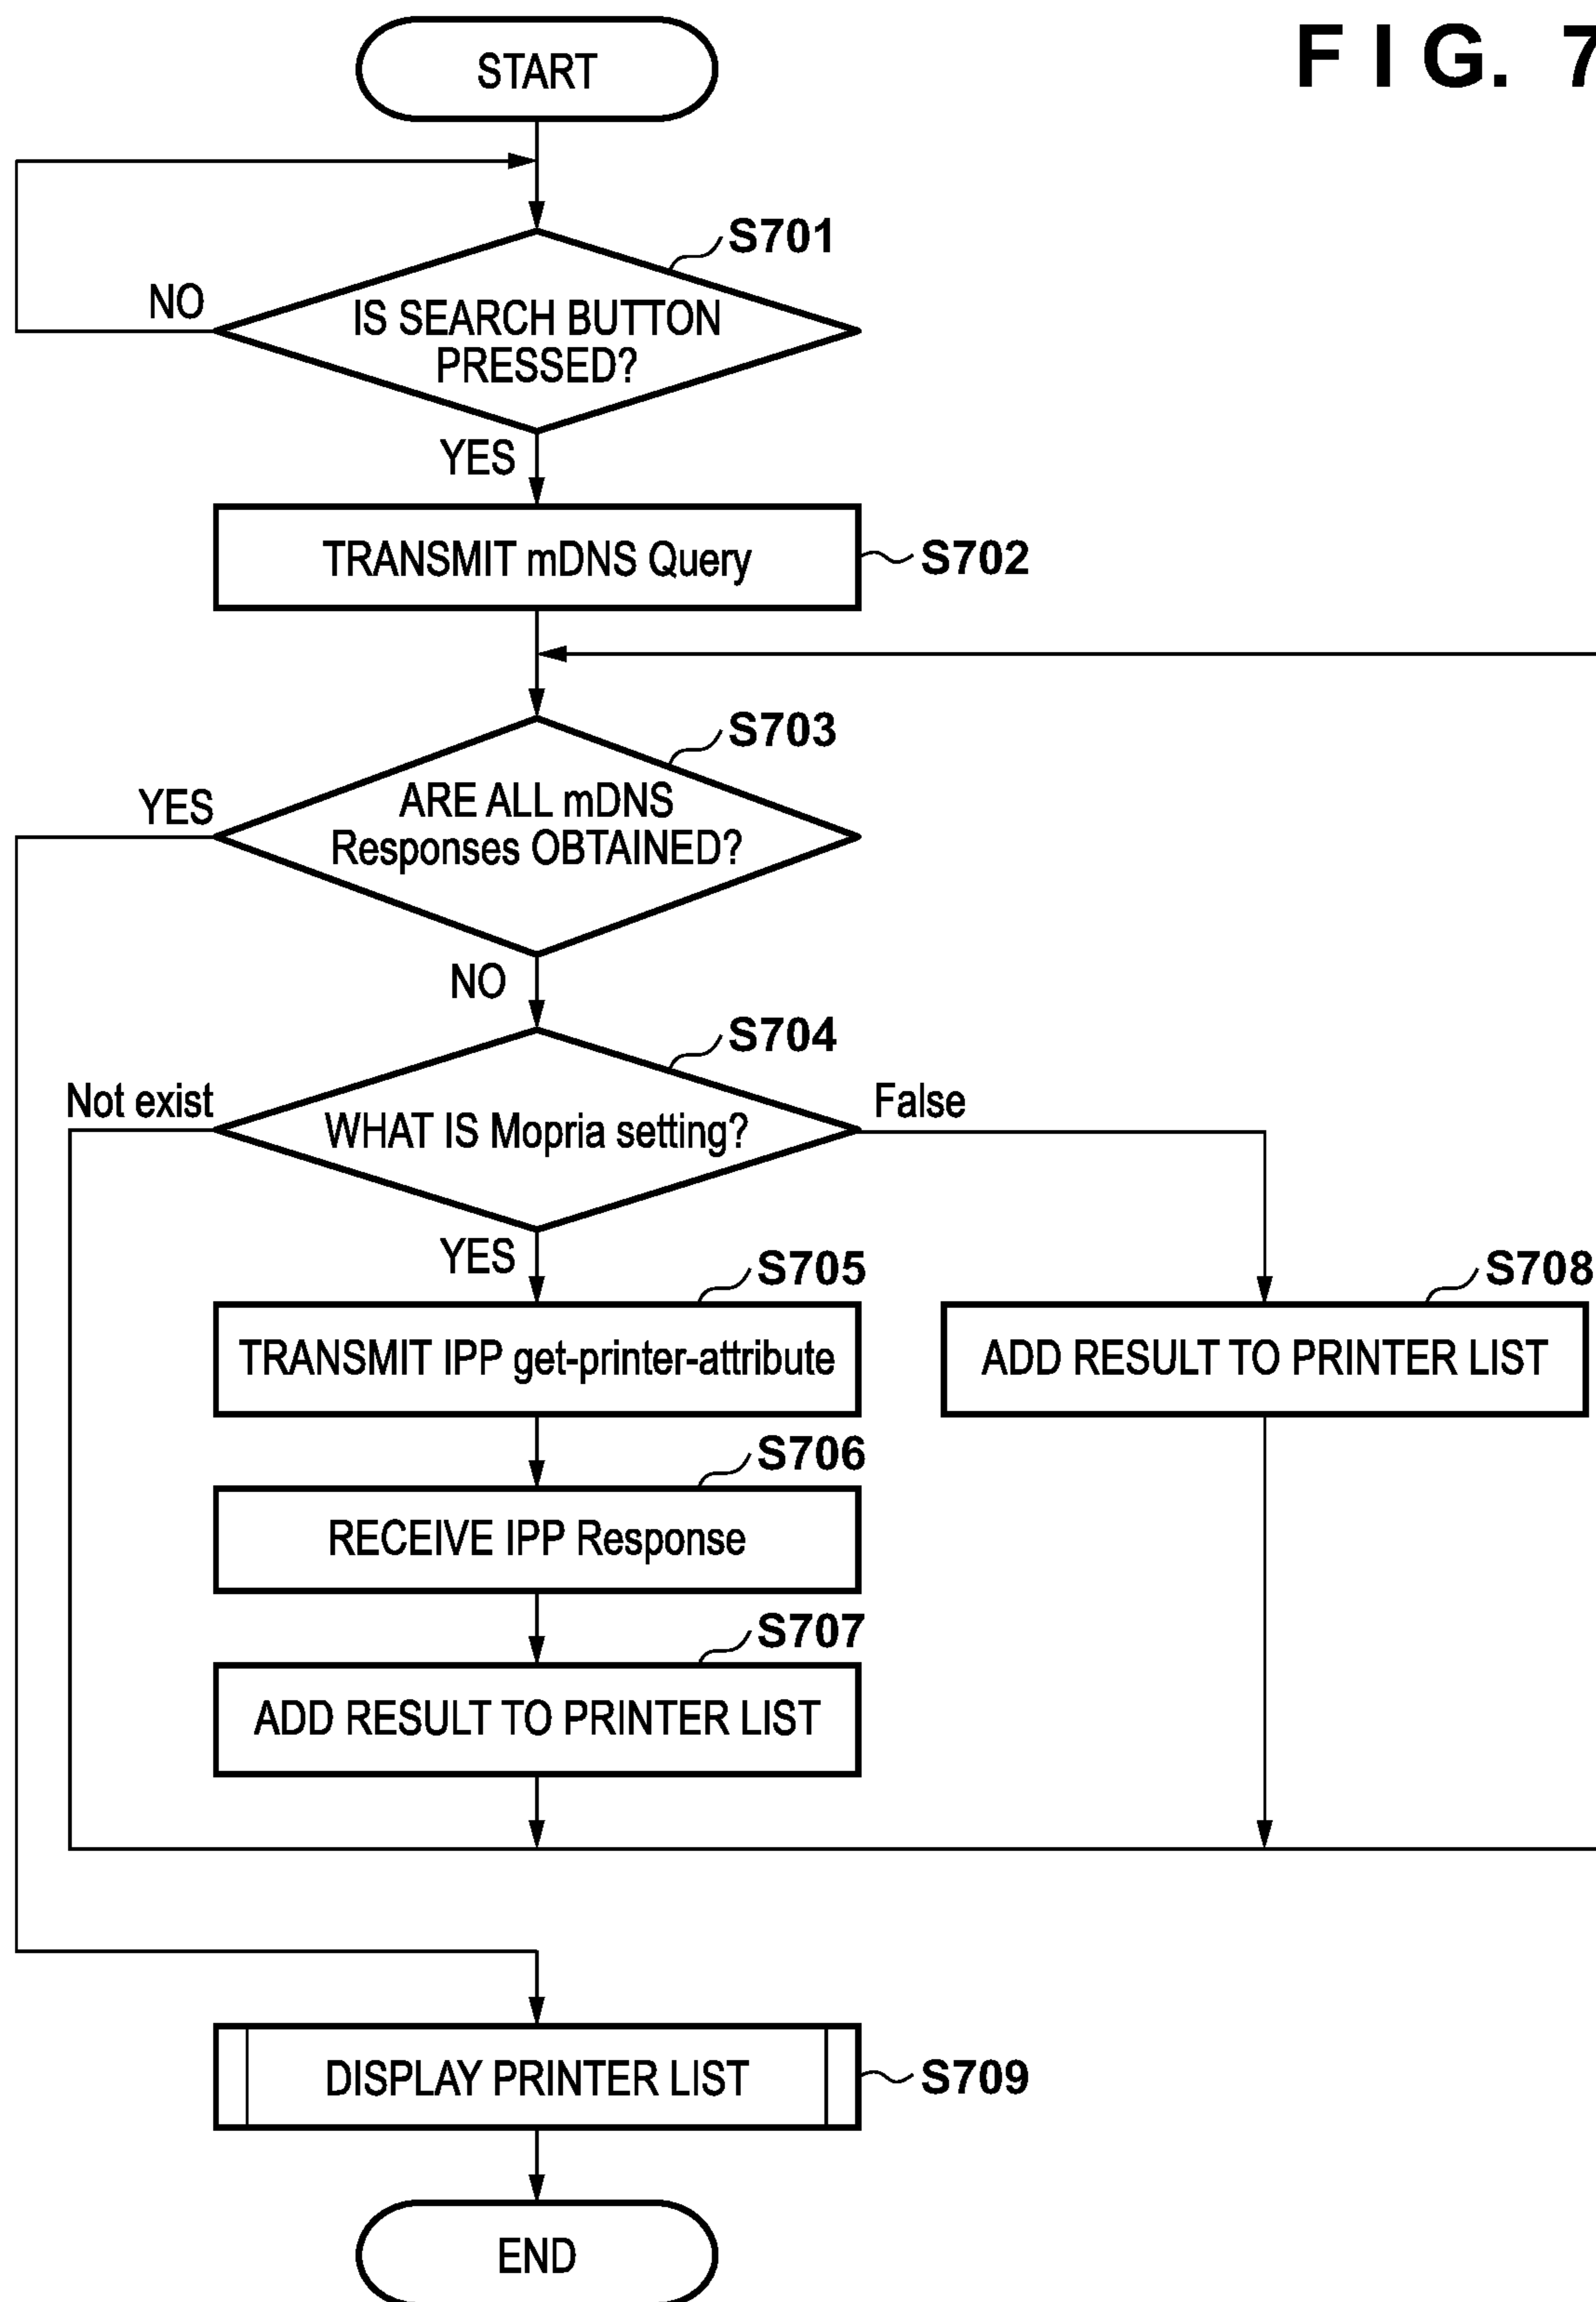 FIG. 7
START
S701
NO
IS SEARCH BUTTON
PRESSED?
YES
TRANSMIT mDNS Query
S702
S703
YES
ARE ALL mDNS
Responses OBTAINED?
NO
S704
Not exist
WHAT IS Mopria setting?
False
YES
S705
TRANSMIT IPP get-printer-attribute
S708
ADD RESULT TO PRINTER LIST
S706
RECEIVE IPP Response
S707
ADD RESULT TO PRINTER LIST
DISPLAY PRINTER LIST
S709
END